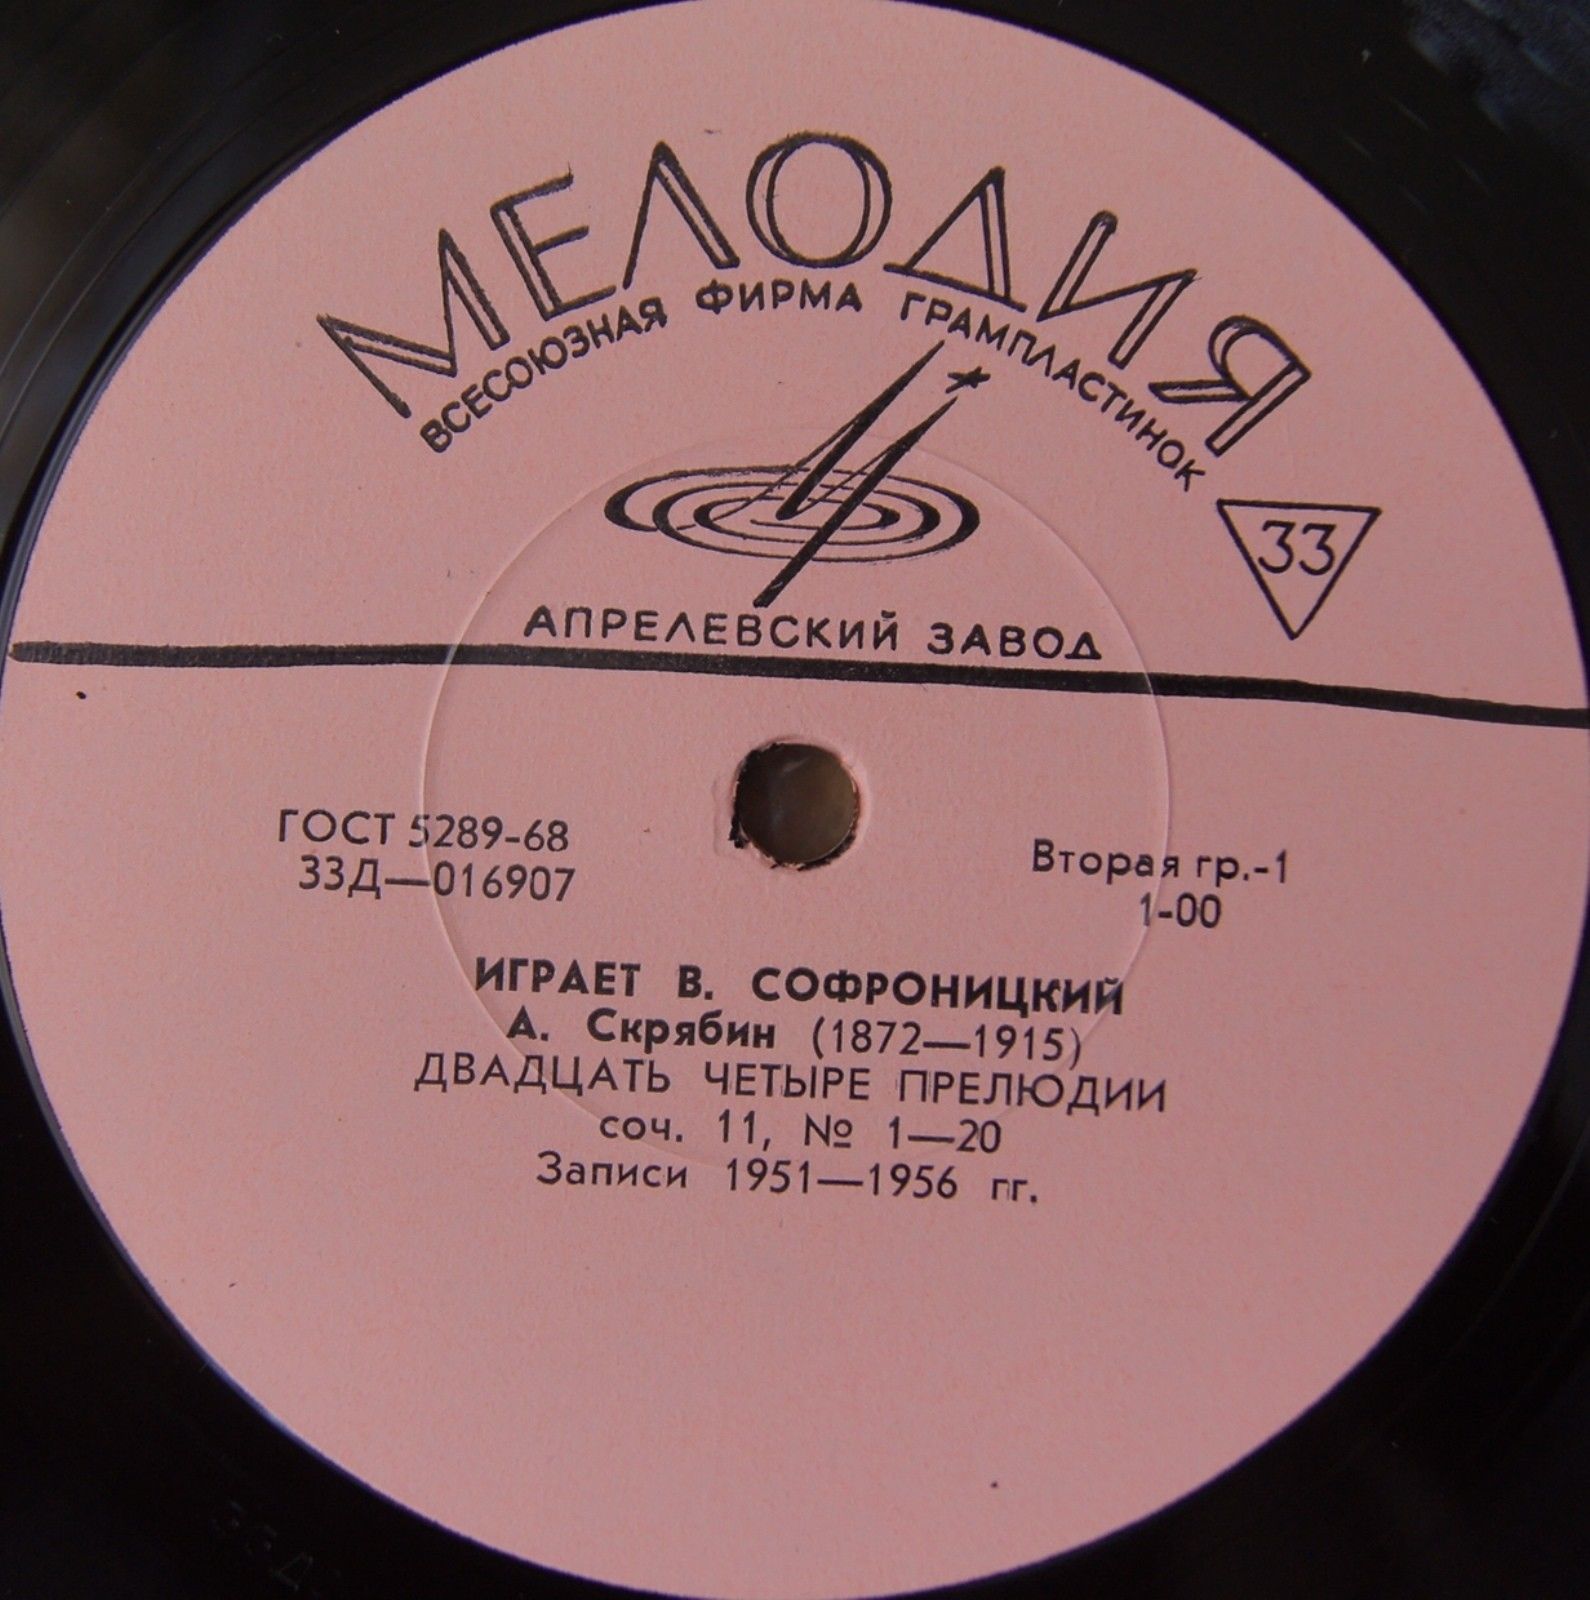 МЕЛОДИЯ
ВСЕСОЮЗНАЯ ФИРМА ГРАМПЛАСТИНОК
33
АПРЕЛЕВСКИЙ ЗАВОД
ГОСТ 5289-68
33Д—016907
Вторая гр.-1
1-00
ИГРАЕТ В. СОФРОНИЦКИЙ
А. Скрябин (1872—1915)
ДВАДЦАТЬ ЧЕТЫРЕ ПРЕЛЮДИИ
соч. 11, № 1—20
Записи 1951—1956 гг.